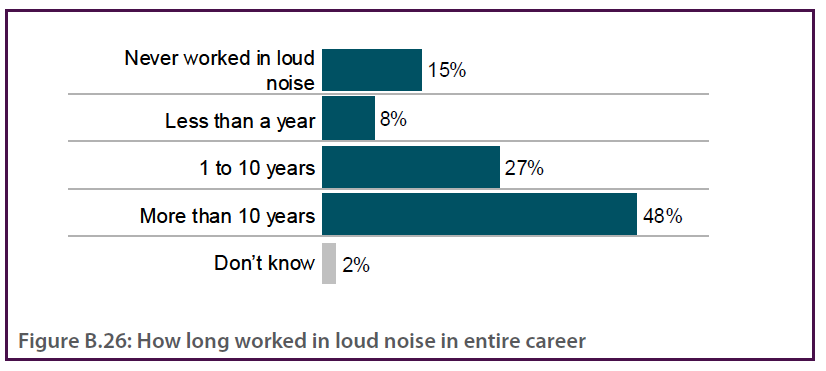 Never worked in loud
noise
15%
Less than a year
8%
1 to 10 years
27%
More than 10 years
48%
Don’t know
2%
Figure B.26: How long worked in loud noise in entire career